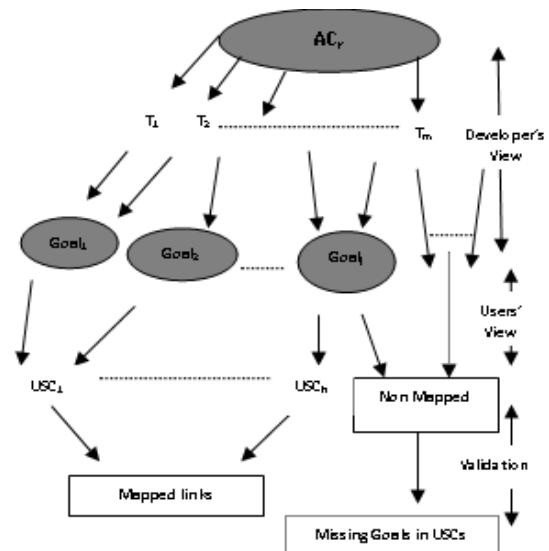 ACᵣ
T₁
T₂
Tₘ
Developer's
View
Goal₁
Goal₂
Goalⱼ
Users'
View
USC₁
USCₕ
Non Mapped
Mapped links
Validation
Missing Goals in USCs